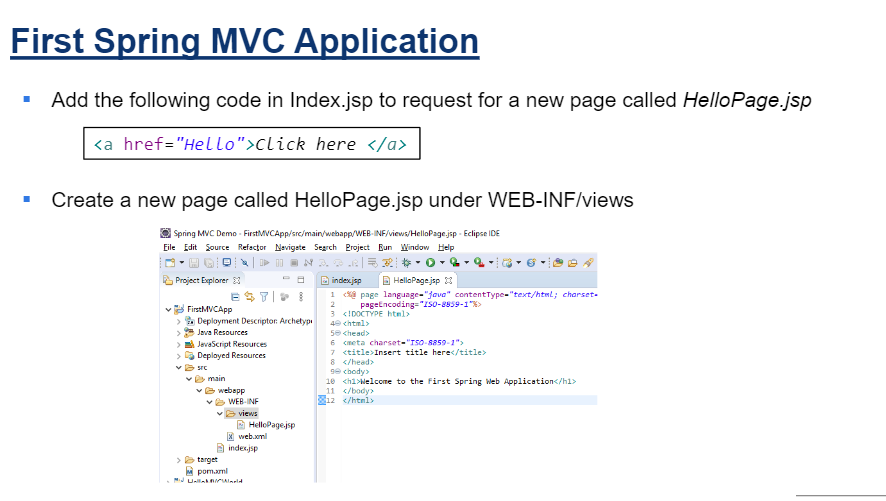 First Spring MVC Application
Add the following code in Index.jsp to request for a new page called HelloPage.jsp
<a href="Hello">Click here </a>
Create a new page called HelloPage.jsp under WEB-INF/views
Spring MVC Demo - FirstMVCApp/src/main/webapp/WEB-INF/views/HelloPage.jsp - Eclipse IDE
File Edit Source Refactor Navigate Search Project Run Window Help
Project Explorer
FirstMVCApp
Deployment Descriptor: Archetype
Java Resources
JavaScript Resources
Deployed Resources
src
main
webapp
WEB-INF
views
HelloPage.jsp
web.xml
index.jsp
target
pom.xml
HelloMVCWorld
index.jsp HelloPage.jsp
1 <%@ page language="java" contentType="text/html; charset=
2 pageEncoding="ISO-8859-1"%>
3 <!DOCTYPE html>
4 <html>
5 <head>
6 <meta charset="ISO-8859-1">
7 <title>Insert title here</title>
8 </head>
9 <body>
10 <h1>Welcome to the First Spring Web Application</h1>
11 </body>
12 </html>